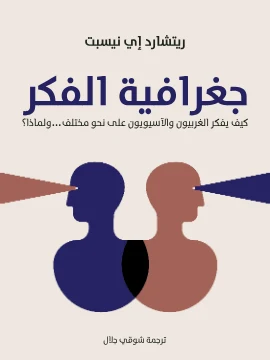 ريتشارد إي نيسبت
جغرافية الفكر
كيف يفكر الغربيون والآسيويون على نحو مختلف...ولماذا؟
ترجمة شوقي جلال